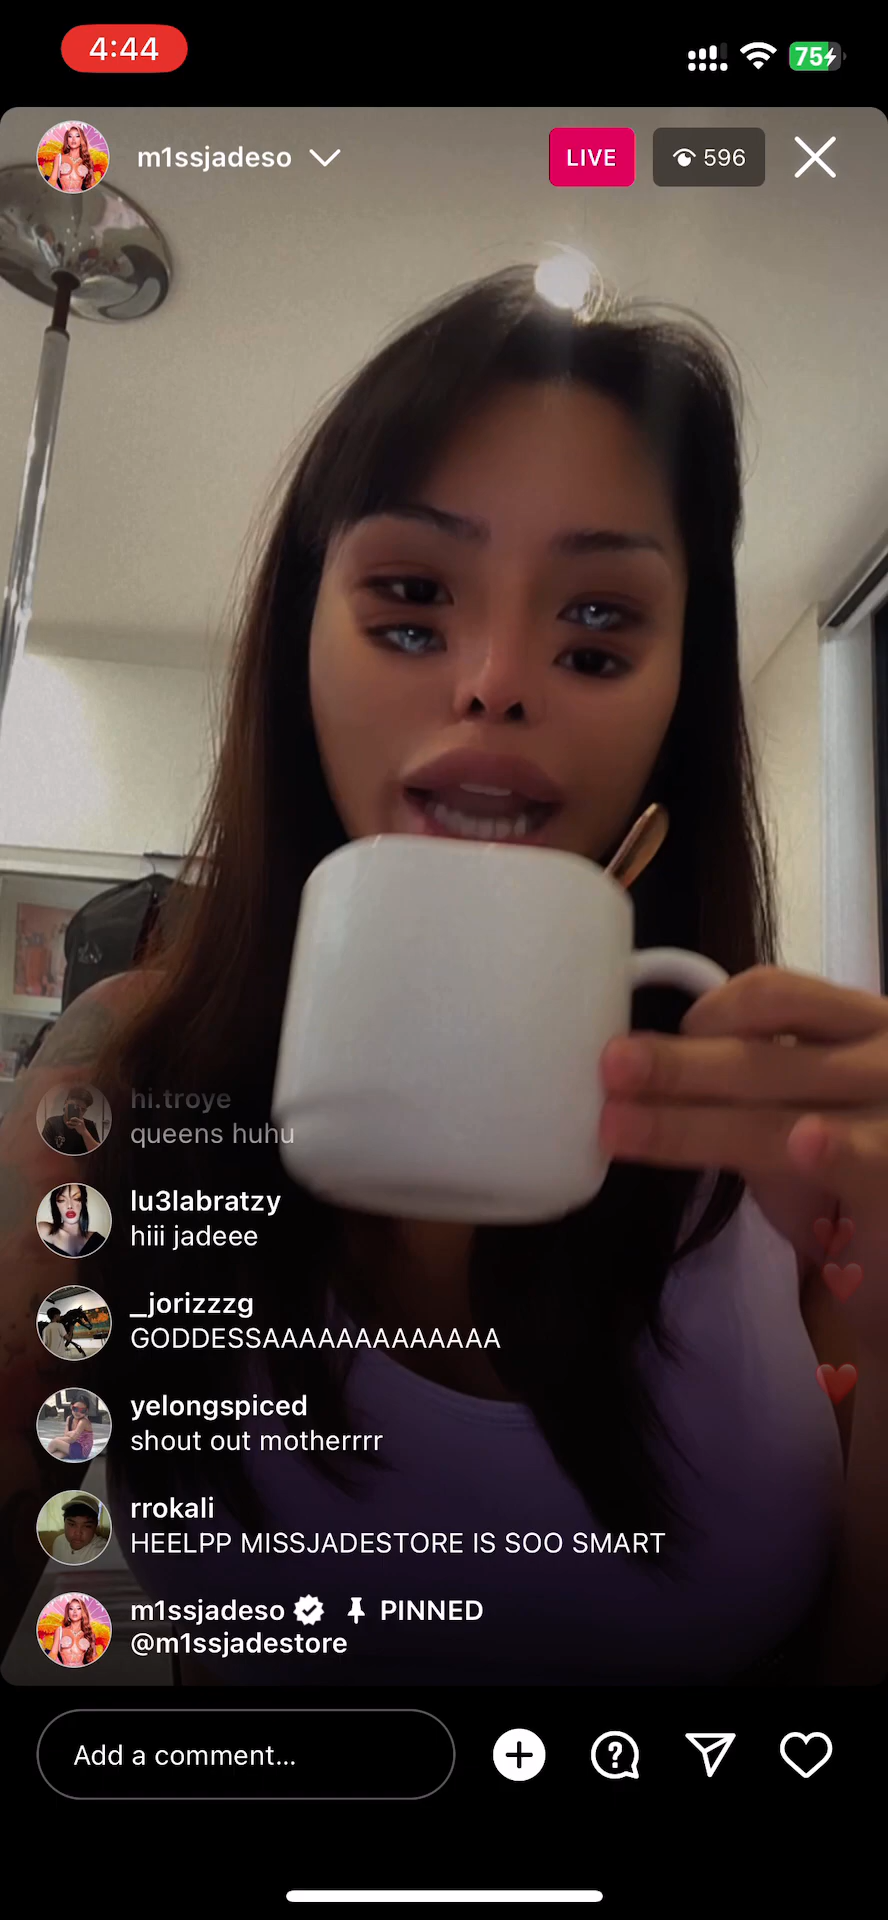 4:44
75
m1ssjadeso
LIVE
596
hi.troye
queens huhu
lu3labratzy
hiii jadeee
_jorizzzg
GODDESSAAAAAAAAAAAAA
yelongspiced
shout out motherrrr
rrokali
HEELPP MISSJADESTORE IS SOO SMART
m1ssjadeso PINNED
@m1ssjadestore
Add a comment...